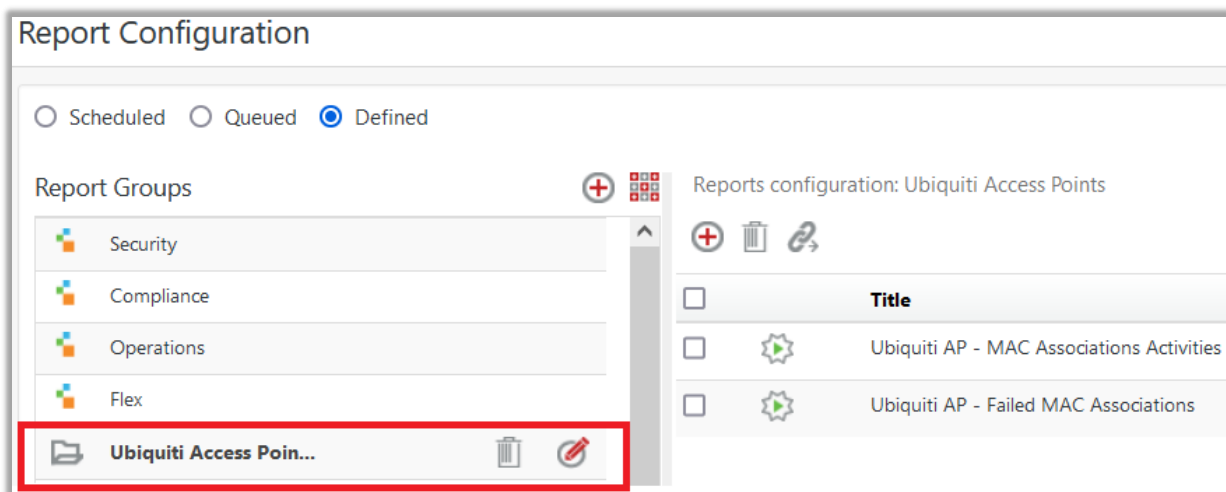 Report Configuration
Scheduled Queued Defined
Report Groups
Security
Compliance
Operations
Flex
Ubiquiti Access Poin...
Reports configuration: Ubiquiti Access Points
Title
Ubiquiti AP - MAC Associations Activities
Ubiquiti AP - Failed MAC Associations